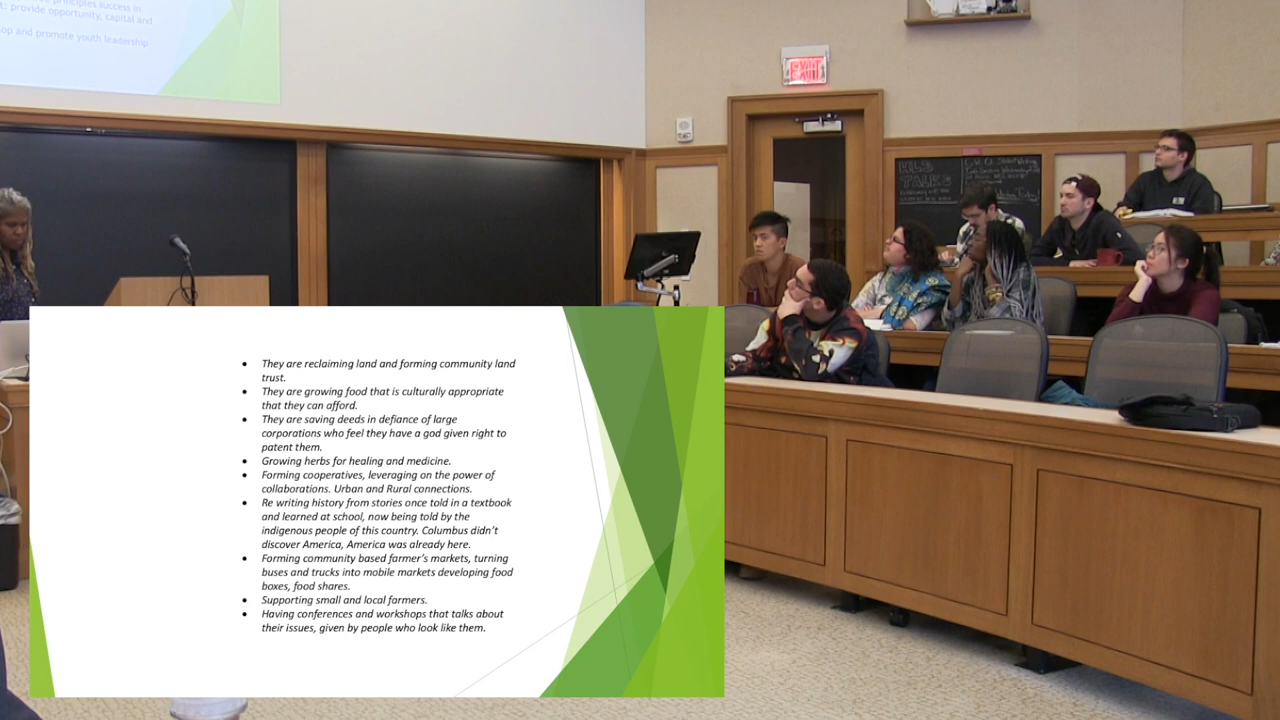 principles success in
t: provide opportunity, capital and
op and promote youth leadership
EXIT
HLS
TALKS
They are reclaiming land and forming community land
trust.
They are growing food that is culturally appropriate
that they can afford.
They are saving deeds in defiance of large
corporations who feel they have a god given right to
patent them.
Growing herbs for healing and medicine.
Forming cooperatives, leveraging on the power of
collaborations. Urban and Rural connections.
Re writing history from stories once told in a textbook
and learned at school, now being told by the
indigenous people of this country. Columbus didn't
discover America, America was already here.
Forming community based farmer's markets, turning
buses and trucks into mobile markets developing food
boxes, food shares.
Supporting small and local farmers.
Having conferences and workshops that talks about
their issues, given by people who look like them.